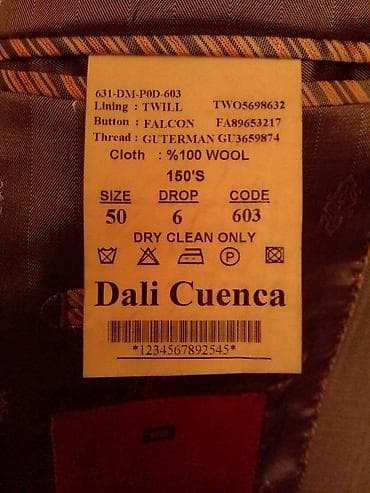 631-DM-P0D-603
Lining : TWILL TWO5698632
Button : FALCON FA89653217
Thread : GUTERMAN GU3659874
Cloth : %100 WOOL
150'S
SIZE DROP CODE
50 6 603
DRY CLEAN ONLY
P
Dali Cuenca
*1234567892545*